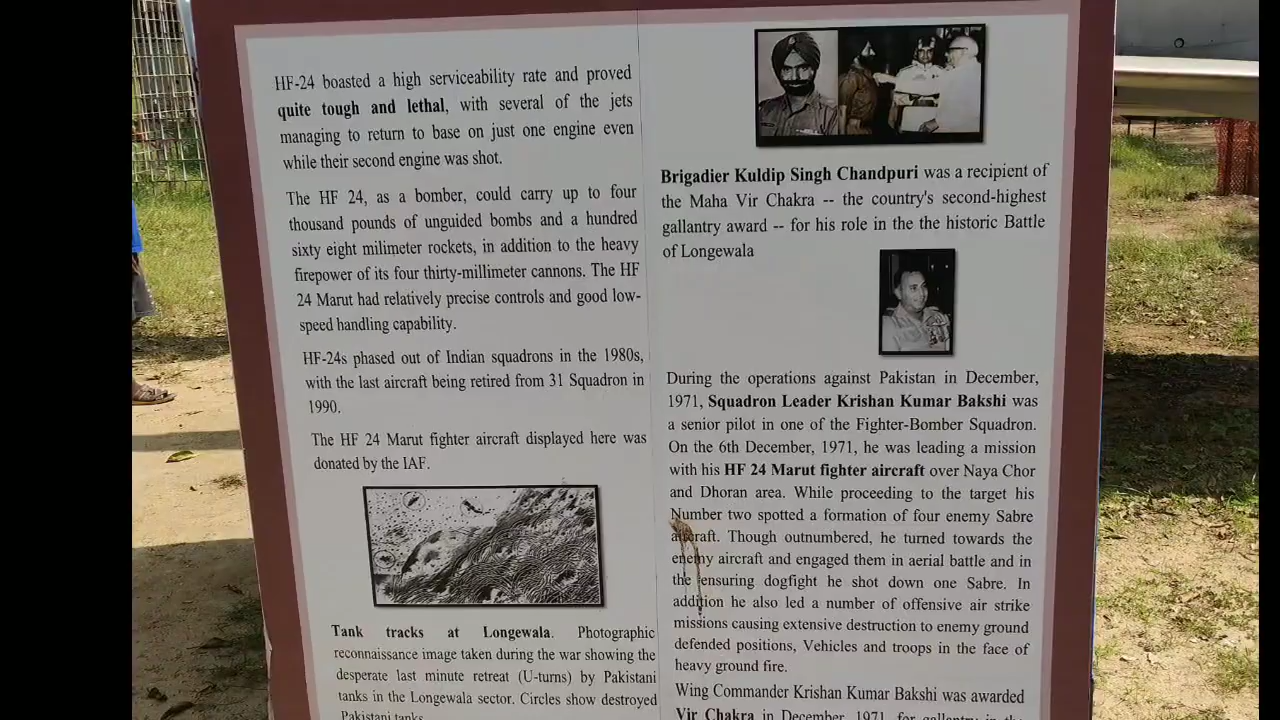 HF-24 boasted a high serviceability rate and proved
quite tough and lethal, with several of the jets
managing to return to base on just one engine even
while their second engine was shot.
The HF 24, as a bomber, could carry up to four
thousand pounds of unguided bombs and a hundred
sixty eight milimeter rockets, in addition to the heavy
firepower of its four thirty-millimeter cannons. The HF
24 Marut had relatively precise controls and good low-
speed handling capability.
HF-24s phased out of Indian squadrons in the 1980s,
with the last aircraft being retired from 31 Squadron in
1990.
The HF 24 Marut fighter aircraft displayed here was
donated by the IAF.
Tank tracks at Longewala. Photographic
reconnaissance image taken during the war showing the
desperate last minute retreat (U-turns) by Pakistani
tanks in the Longewala sector. Circles show destroyed
Pakistani tanks
Brigadier Kuldip Singh Chandpuri was a recipient of
the Maha Vir Chakra -- the country's second-highest
gallantry award -- for his role in the the historic Battle
of Longewala
During the operations against Pakistan in December,
1971, Squadron Leader Krishan Kumar Bakshi was
a senior pilot in one of the Fighter-Bomber Squadron.
On the 6th December, 1971, he was leading a mission
with his HF 24 Marut fighter aircraft over Naya Chor
and Dhoran area. While proceeding to the target his
Number two spotted a formation of four enemy Sabre
aircraft. Though outnumbered, he turned towards the
enemy aircraft and engaged them in aerial battle and in
the ensuring dogfight he shot down one Sabre. In
addition he also led a number of offensive air strike
missions causing extensive destruction to enemy ground
defended positions, Vehicles and troops in the face of
heavy ground fire.
Wing Commander Krishan Kumar Bakshi was awarded
Vir Chakra in December, 1971, for gallantry in the